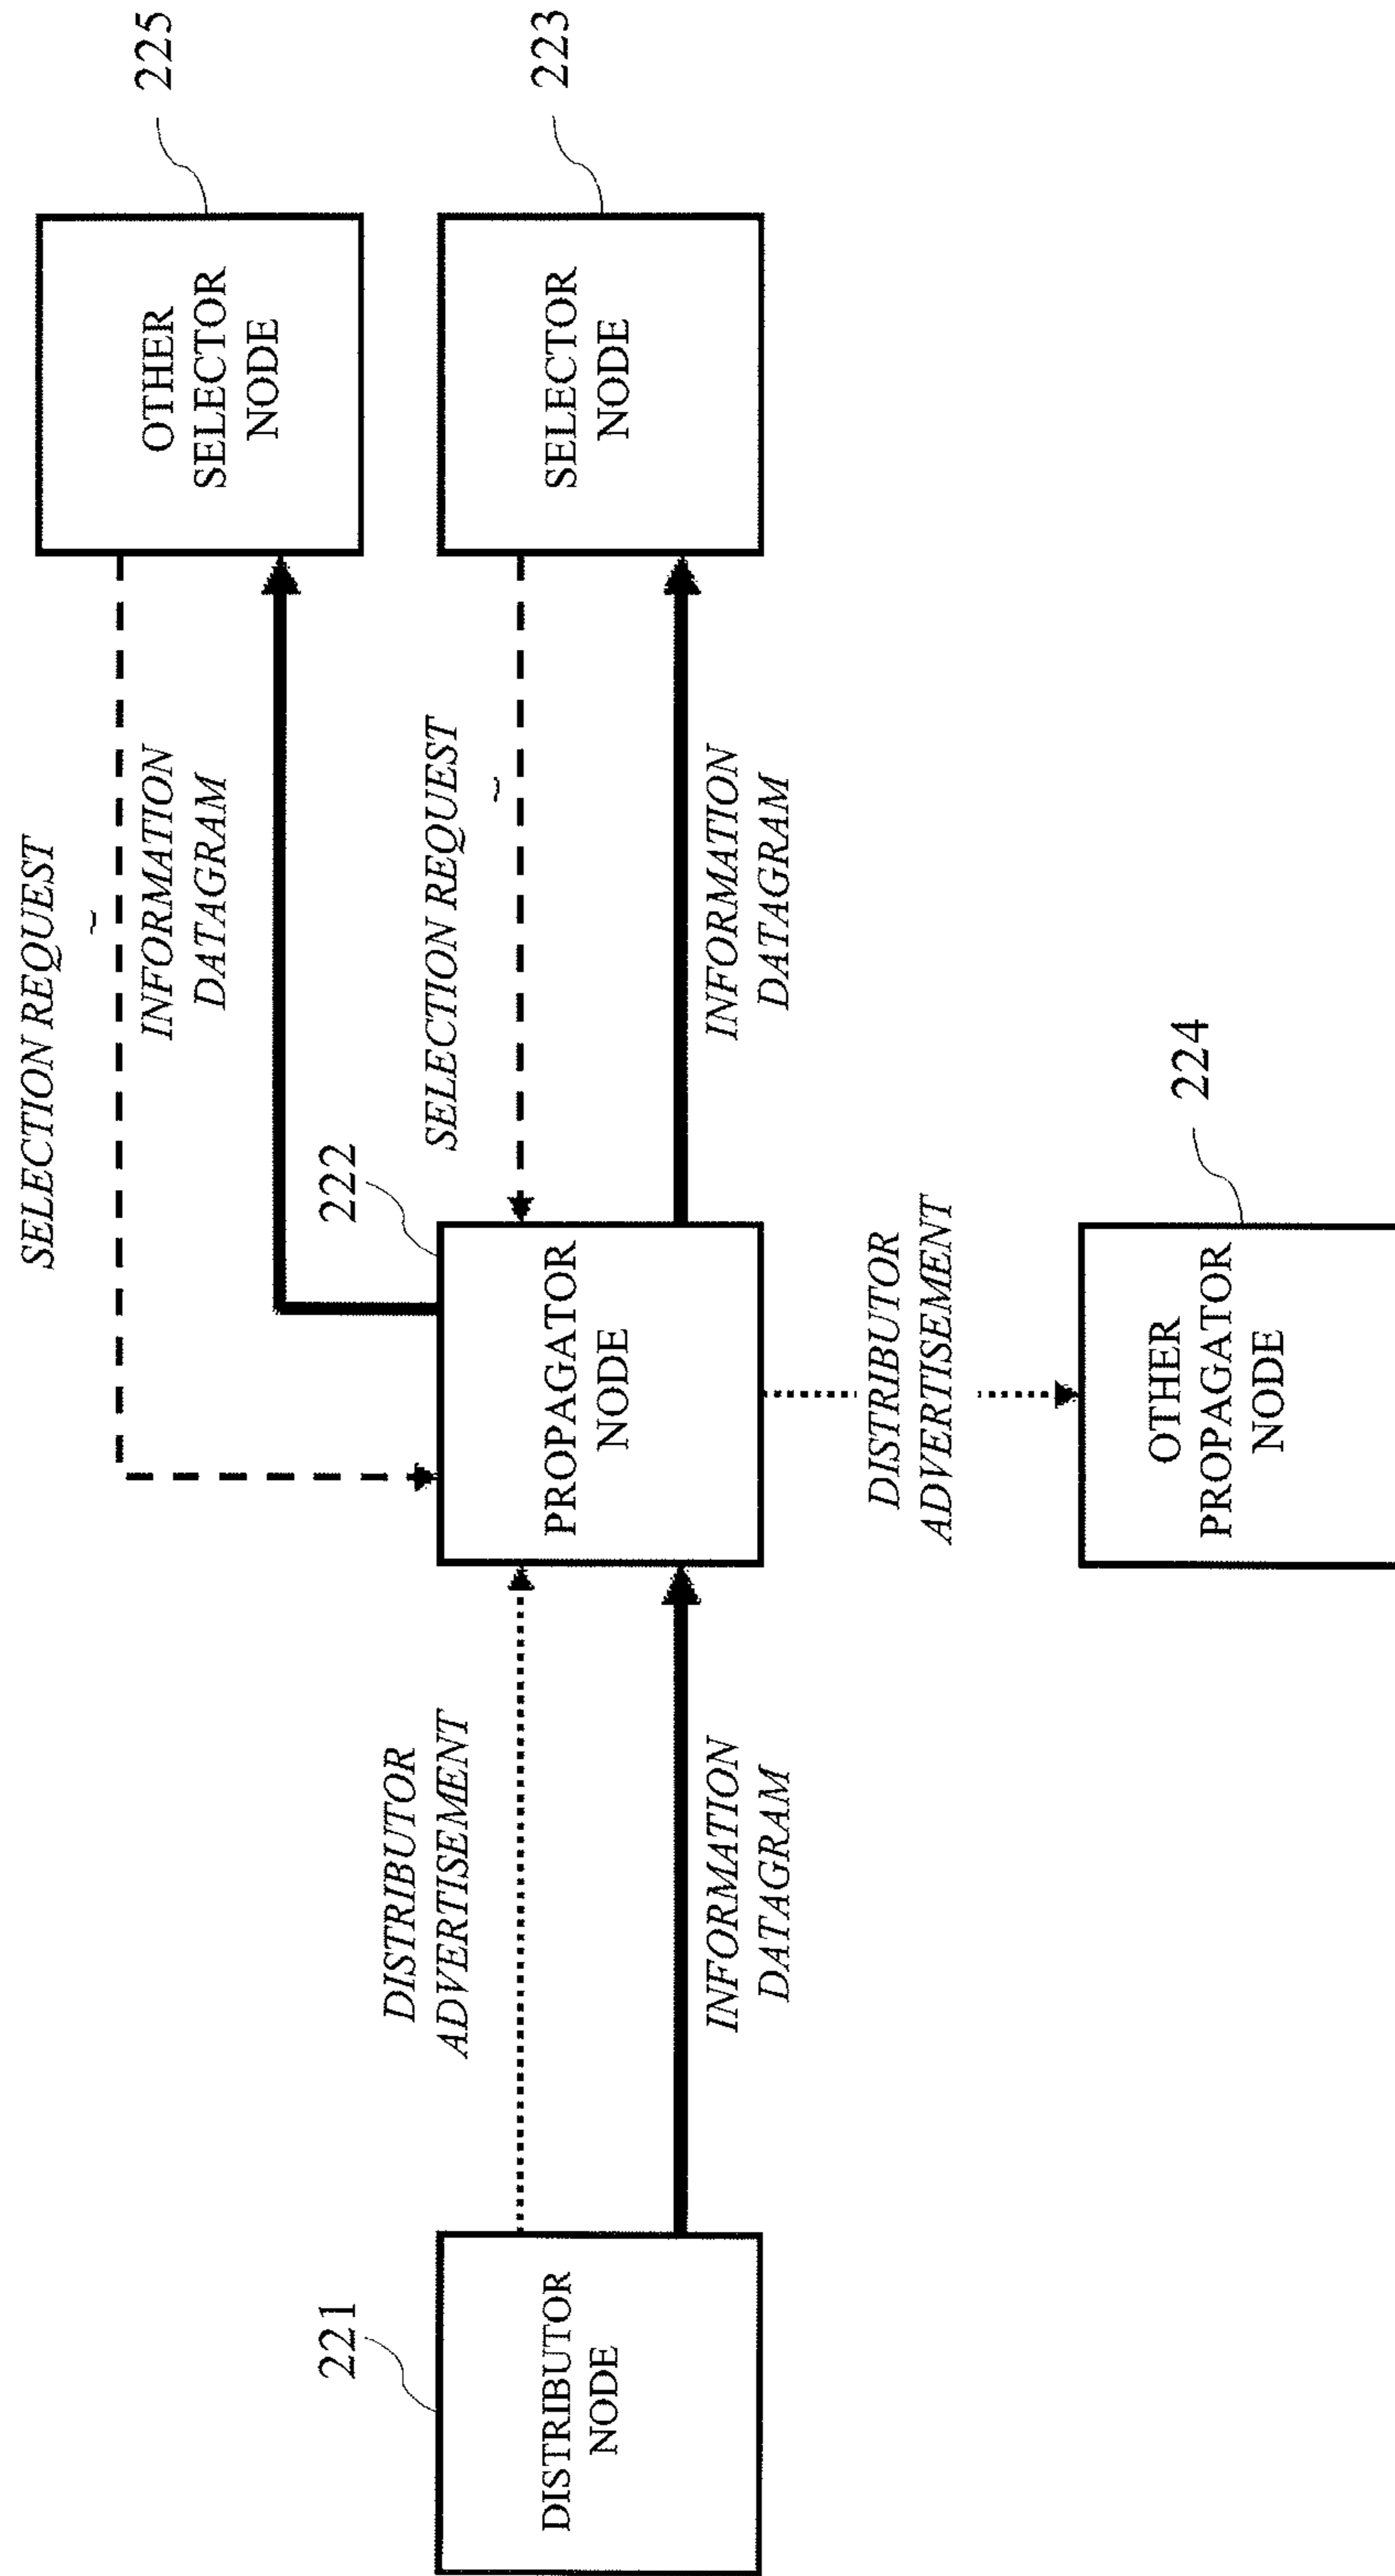 SELECTION REQUEST
225
OTHER
SELECTOR
NODE
INFORMATION
DATAGRAM
222
SELECTION REQUEST
223
SELECTOR
NODE
221
DISTRIBUTOR
ADVERTISEMENT
PROPAGATOR
NODE
INFORMATION
DATAGRAM
DISTRIBUTOR
NODE
INFORMATION
DATAGRAM
DISTRIBUTOR
ADVERTISEMENT
224
OTHER
PROPAGATOR
NODE